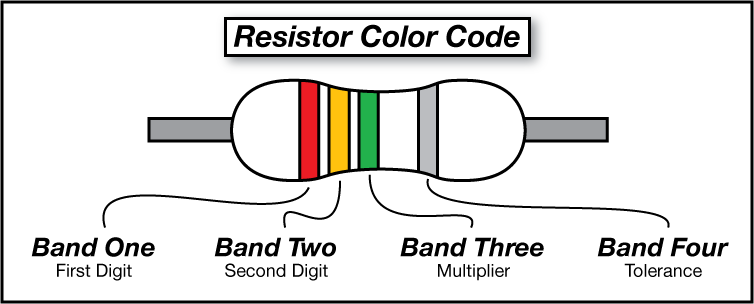 Resistor Color Code
Band One
First Digit
Band Two
Second Digit
Band Three
Multiplier
Band Four
Tolerance